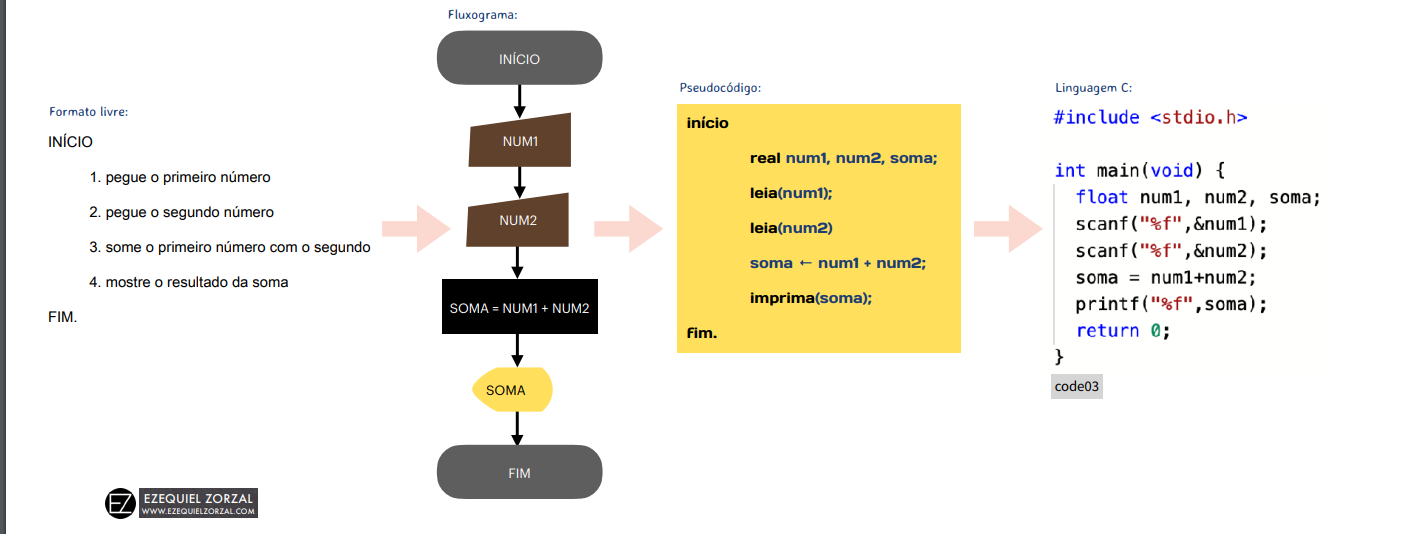 Formato livre:
INÍCIO
1. pegue o primeiro número
2. pegue o segundo número
3. some o primeiro número com o segundo
4. mostre o resultado da soma
FIM.
Fluxograma:
INÍCIO
NUM1
NUM2
SOMA = NUM1 + NUM2
SOMA
FIM
Pseudocódigo:
início
real num1, num2, soma;
leia(num1);
leia(num2)
soma ← num1 + num2;
imprima(soma);
fim.
Linguagem C:
#include <stdio.h>
int main(void) {
float num1, num2, soma;
scanf("%f",&num1);
scanf("%f",&num2);
soma = num1+num2;
printf("%f",soma);
return 0;
}
code03
EZ
EZEQUIEL ZORZAL
WWW.EZEQUIELZORZAL.COM